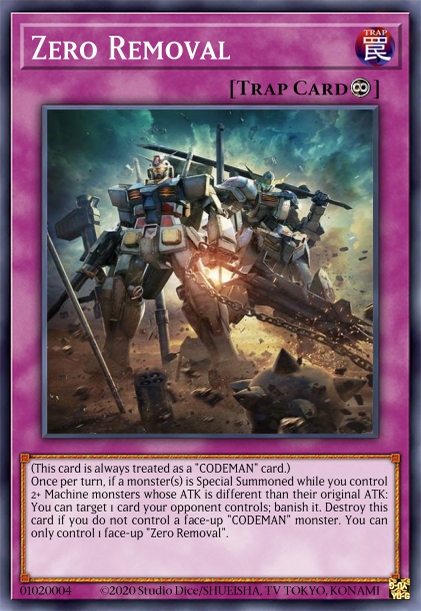 Zero Removal
TRAP
罠
[Trap Card]
(This card is always treated as a "CODEMAN" card.)
Once per turn, if a monster(s) is Special Summoned while you control
2+ Machine monsters whose ATK is different than their original ATK:
You can target 1 card your opponent controls; banish it. Destroy this
card if you do not control a face-up "CODEMAN" monster. You can
only control 1 face-up "Zero Removal".
01020004
©2020 Studio Dice/SHUEISHA, TV TOKYO, KONAMI